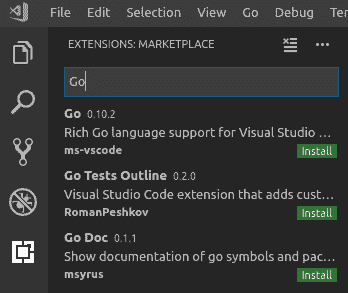 File Edit Selection View Go Debug Ter
EXTENSIONS: MARKETPLACE
Go
Go 0.10.2
Rich Go language support for Visual Studio ...
ms-vscode Install
Go Tests Outline 0.2.0
Visual Studio Code extension that adds cust...
RomanPeshkov Install
Go Doc 0.1.1
Show documentation of go symbols and pac...
msyrus Install